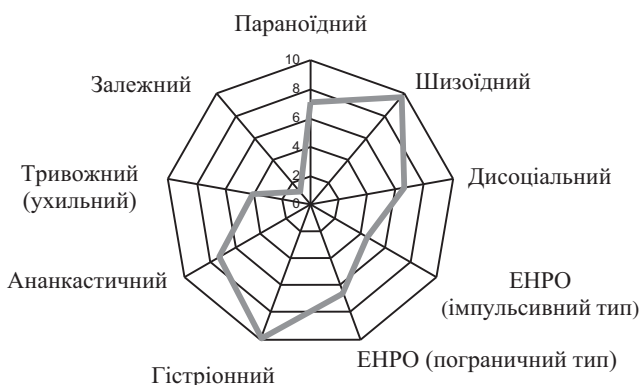 Параноїдний
10
Залежний
Шизоїдний
8
6
4
Тривожний
(ухильний)
2
Дисоціальний
0
Ананкастичний
ЕНРО
(імпульсивний тип)
ЕНРО (пограничний тип)
Гістріонний